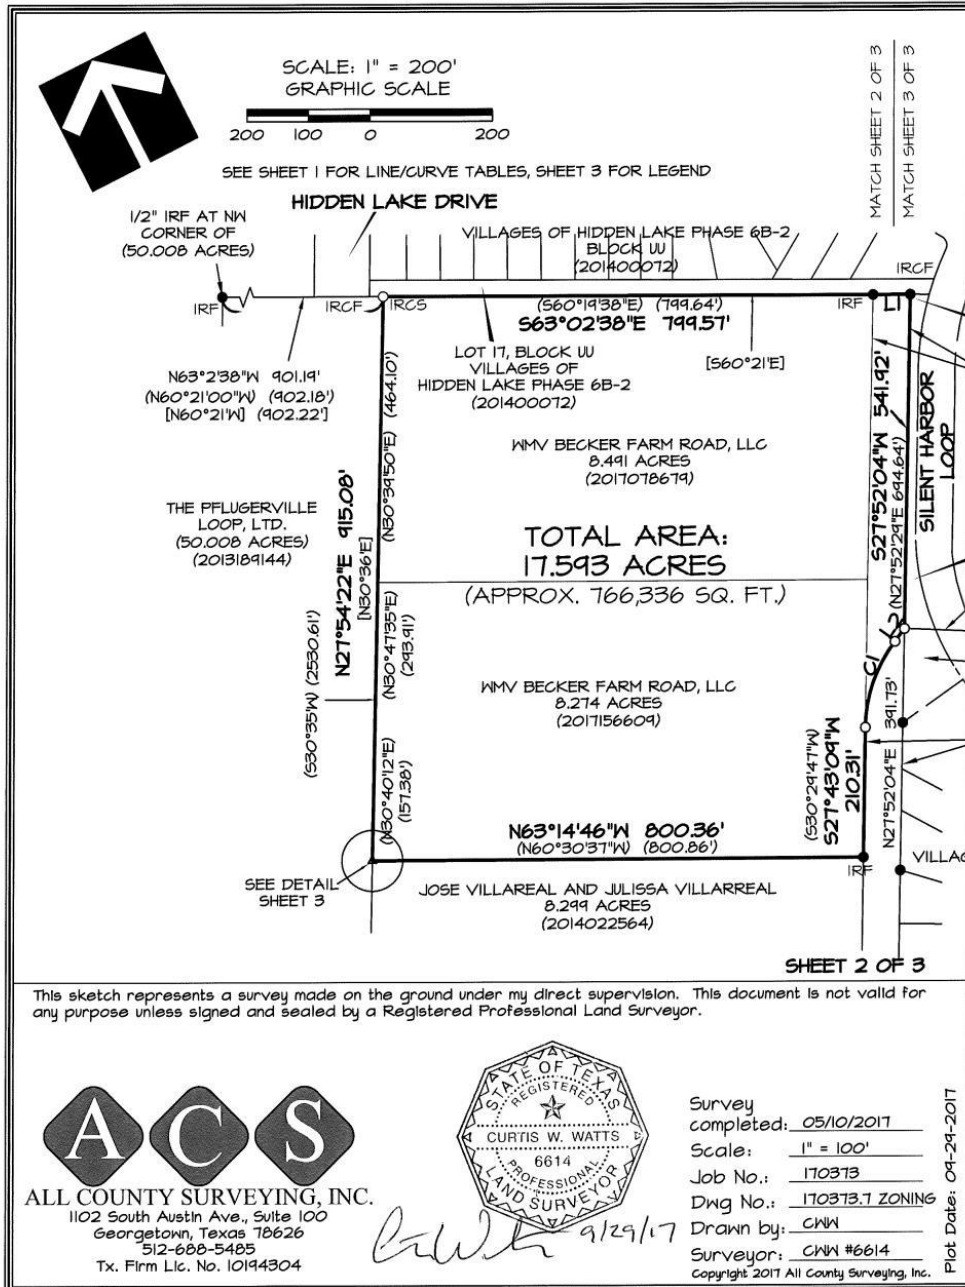 SCALE: 1" = 200'
GRAPHIC SCALE
200 100 0 200
MATCH SHEET 2 OF 3
MATCH SHEET 3 OF 3
SEE SHEET 1 FOR LINE/CURVE TABLES, SHEET 3 FOR LEGEND
HIDDEN LAKE DRIVE
1/2" IRF AT NW
CORNER OF
(50.008 ACRES)
VILLAGES OF HIDDEN LAKE PHASE 6B-2
BLOCK UU
(201400072)
IRCF
IRF
IRCF
IRCS
(S60°19'38"E) (799.64')
IRF
L1
S63°02'38"E 799.57'
[S60°21'E]
N63°2'38"W 901.19'
(N60°21'00"W) (902.18')
[N60°21'W] (902.22']
LOT 17, BLOCK UU
VILLAGES OF
HIDDEN LAKE PHASE 6B-2
(201400072)
(N30°39'50"E) (464.10')
WMV BECKER FARM ROAD, LLC
8.491 ACRES
(2017078679)
S27°52'04"W 541.92'
(N27°52'29"E 694.64')
SILENT HARBOR
LOOP
THE PFLUGERVILLE
LOOP, LTD.
(50.008 ACRES)
(2013189144)
N27°54'22"E 915.08'
[N30°36'E]
(S30°35'W) (2530.61')
TOTAL AREA:
17.593 ACRES
(APPROX. 766,336 SQ. FT.)
(N30°47'35"E)
(293.91')
L2
C1
WMV BECKER FARM ROAD, LLC
8.274 ACRES
(2017156609)
(S30°29'47"W)
S27°43'09"W
210.31'
N27°52'04"E 391.73'
(N30°40'12"E)
(157.38')
N63°14'46"W 800.36'
(N60°30'37"W) (800.86')
IRF
VILLAG
SEE DETAIL
SHEET 3
JOSE VILLAREAL AND JULISSA VILLARREAL
8.299 ACRES
(2014022564)
SHEET 2 OF 3
This sketch represents a survey made on the ground under my direct supervision. This document is not valid for
any purpose unless signed and sealed by a Registered Professional Land Surveyor.
ACS
ALL COUNTY SURVEYING, INC.
1102 South Austin Ave., Suite 100
Georgetown, Texas 78626
512-688-5485
Tx. Firm Lic. No. 10194304
STATE OF TEXAS
REGISTERED
CURTIS W. WATTS
6614
PROFESSIONAL
LAND SURVEYOR
9/29/17
Survey
completed: 05/10/2017
Scale: 1" = 100'
Job No.: 170373
Dwg No.: 170373.7 ZONING
Drawn by: CWW
Surveyor: CWW #6614
Copyright 2017 All County Surveying, Inc.
Plot Date: 09-29-2017